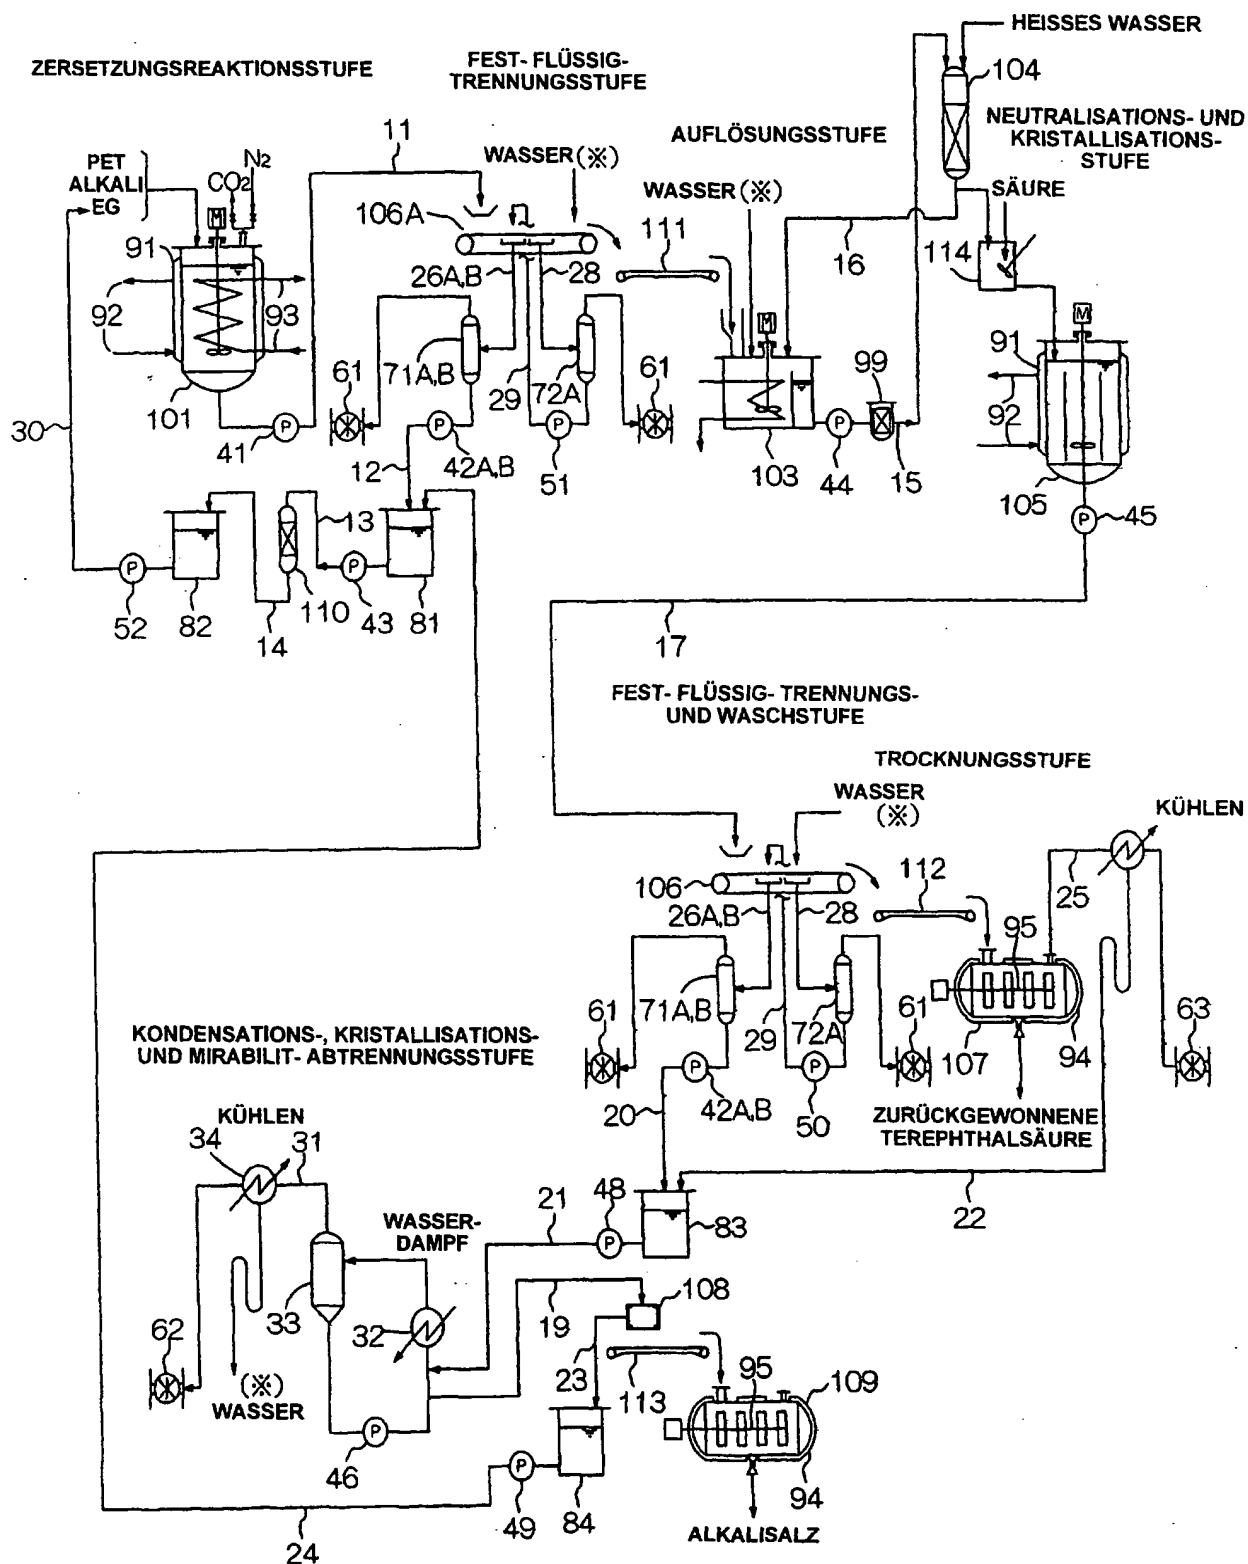 HEISSES WASSER
ZERSETZUNGSREAKTIONSSTUFE
FEST- FLÜSSIG-
TRENNUNGSSTUFE
104
11
AUFLÖSUNGSSTUFE
NEUTRALISATIONS- UND
KRISTALLISATIONS-
STUFE
PET
ALKALI
EG
CO2
N2
WASSER (※)
WASSER (※)
SÄURE
M
106A
111
16
114
91
26A,B
28
M
M
92
93
99
91
71A,B
29
72A
61
61
92
101
30
41
P
P
P
P
12
42A,B
51
103
44
15
105
P
45
13
P
P
52
82
14
110
43
81
17
FEST- FLÜSSIG- TRENNUNGS-
UND WASCHSTUFE
TROCKNUNGSSTUFE
WASSER
(※)
KÜHLEN
106
112
25
26A,B
28
95
71A,B
29
72A
61
61
63
107
94
KONDENSATIONS-, KRISTALLISATIONS-
UND MIRABILIT- ABTRENNUNGSSTUFE
P
P
20
42A,B
50
ZURÜCKGEWONNENE
TEREPHTHALSÄURE
KÜHLEN
34
31
21
48
P
83
22
WASSER-
DAMPF
33
32
19
108
62
23
113
95
109
(※)
WASSER
P
46
P
49
84
94
24
ALKALISALZ